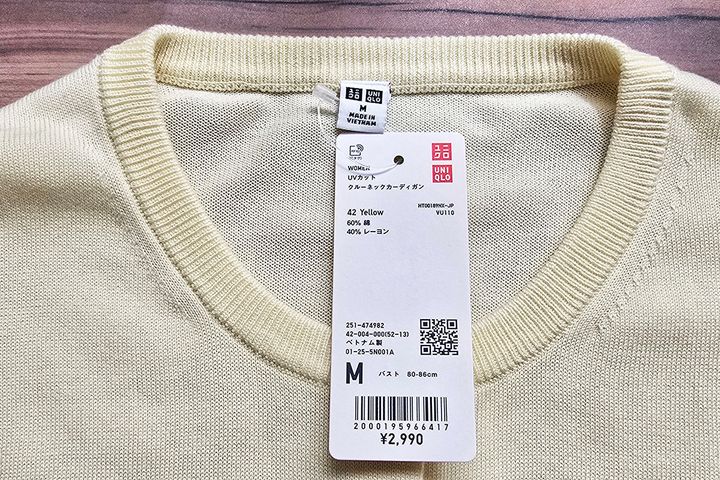 ユニ
クロ
UNI
QLO
M
MADE IN
VIETNAM
ユニ
クロ
UNI
QLO
WOMEN
UVカット
クルーネックカーディガン
42 Yellow
HT00189NX-JP
VU110
60% 綿
40% レーヨン
251-474982
42-004-000(52-13)
ベトナム製
01-25-5N001A
M バスト 80-86cm
2000195966417
¥2,990